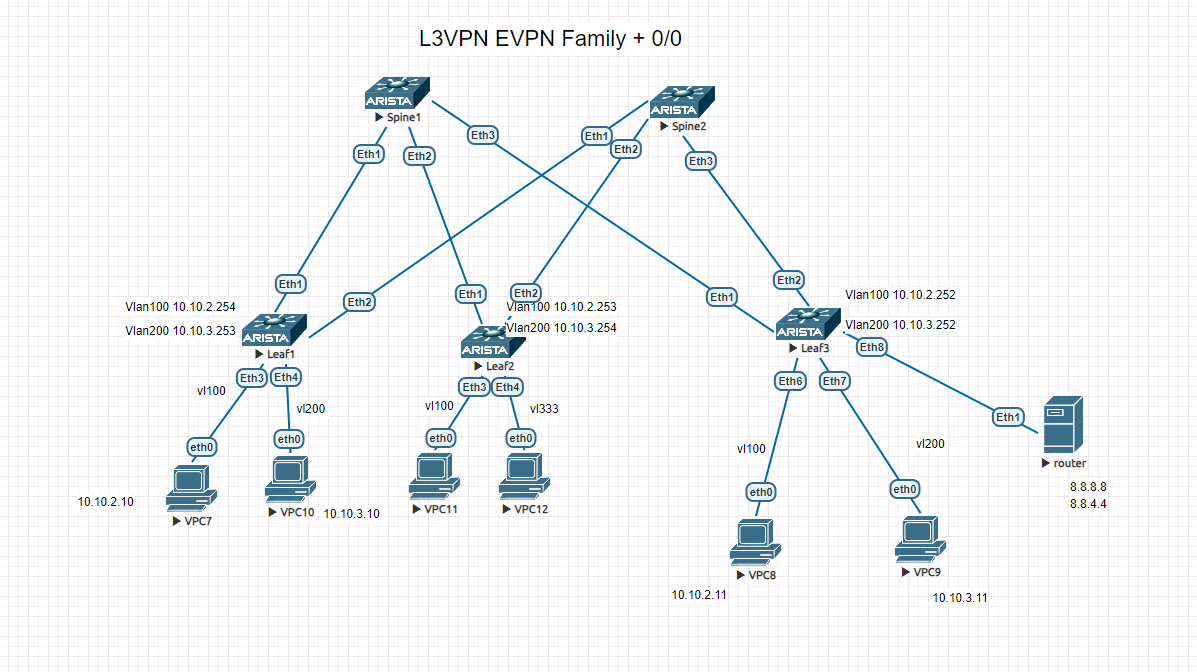 L3VPN EVPN Family + 0/0
ARISTA
Spine1
ARISTA
Spine2
Eth1
Eth2
Eth3
Eth1
Eth2
Eth3
Eth1
Eth2
Eth1
Eth2
Eth1
Eth2
Vlan100 10.10.2.254
Vlan200 10.10.3.253
ARISTA
Leaf1
Vlan100 10.10.2.253
Vlan200 10.10.3.254
ARISTA
Leaf2
Vlan100 10.10.2.252
Vlan200 10.10.3.252
ARISTA
Leaf3
Eth3
Eth4
vl100
vl200
Eth3
Eth4
vl100
vl333
Eth6
Eth7
Eth8
vl100
vl200
Eth1
router
8.8.8.8
8.8.4.4
eth0
eth0
eth0
eth0
eth0
eth0
10.10.2.10
VPC7
VPC10
10.10.3.10
VPC11
VPC12
VPC8
10.10.2.11
VPC9
10.10.3.11